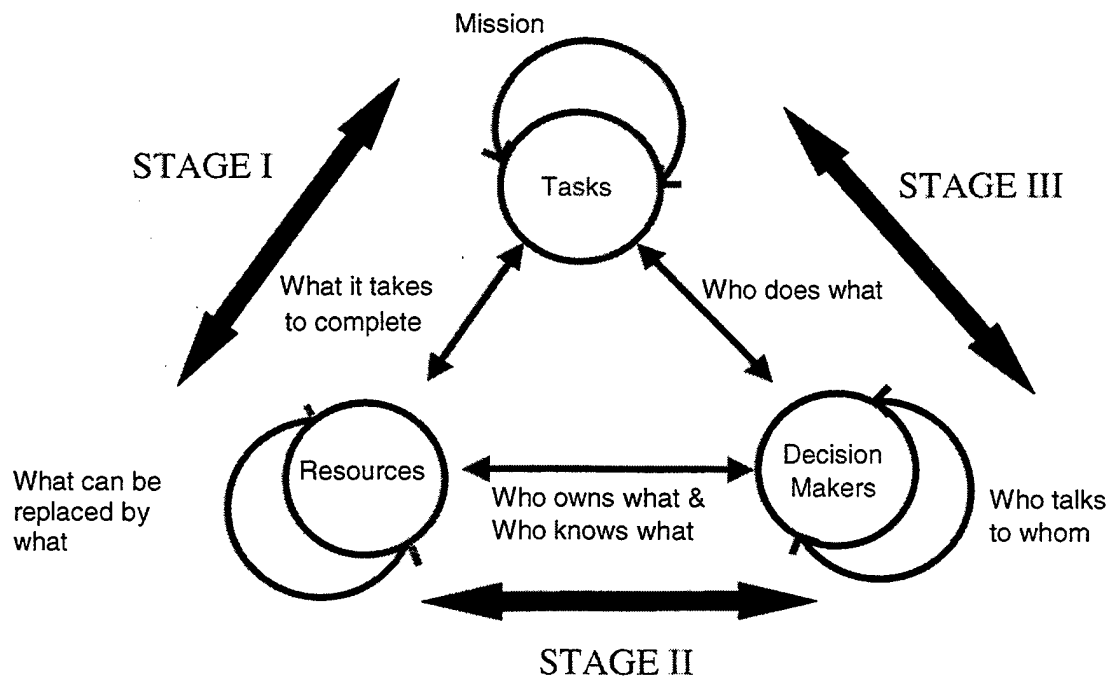 Mission
STAGE I
Tasks
STAGE III
What it takes
to complete
Who does what
Resources
Decision
Makers
What can be
replaced by
what
Who owns what &
Who knows what
Who talks
to whom
STAGE II